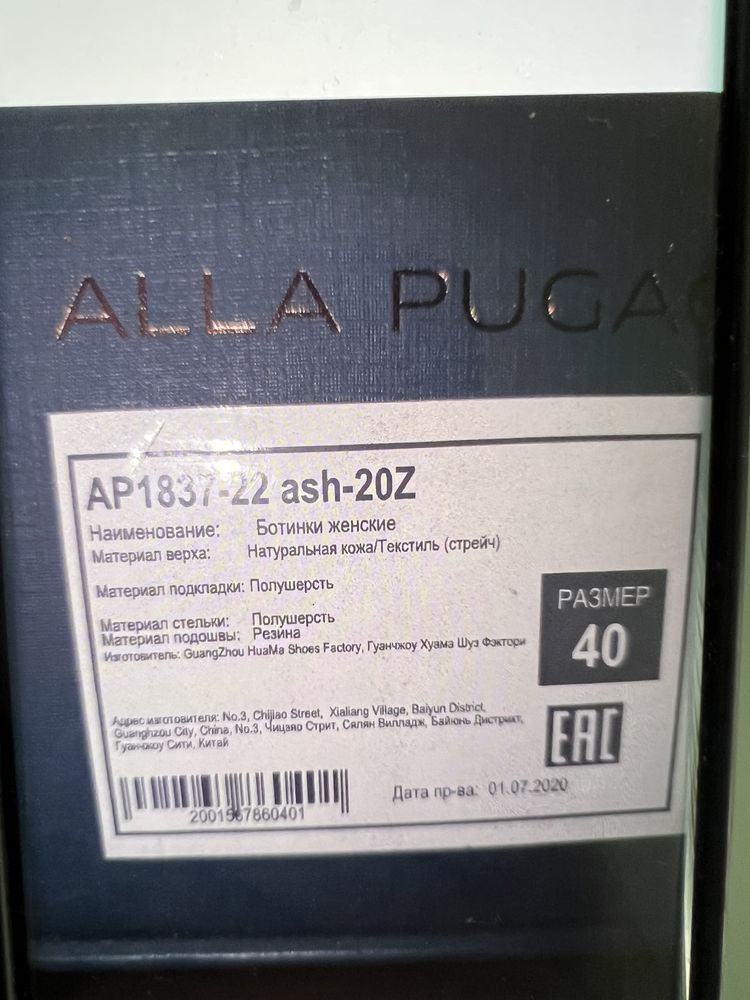 ALLA PUGA
AP1837-22 ash-20Z
Наименование: Ботинки женские
Материал верха: Натуральная кожа/Текстиль (стрейч)
Материал подкладки: Полушерсть
Материал стельки: Полушерсть
Материал подошвы: Резина
Изготовитель: GuangZhou HuaMa Shoes Factory, Гуанчжоу Хуама Шуз Фэктори
РАЗМЕР
40
Адрес изготовителя: No.3, Chijiao Street, Xialiang Village, Baiyun District,
Guanghzou City, China, No.3, Чицзяо Стрит, Сялян Вилладж, Байюнь Дистрикт,
Гуанчжоу Сити, Китай
EAC
2001567860401
Дата пр-ва: 01.07.2020